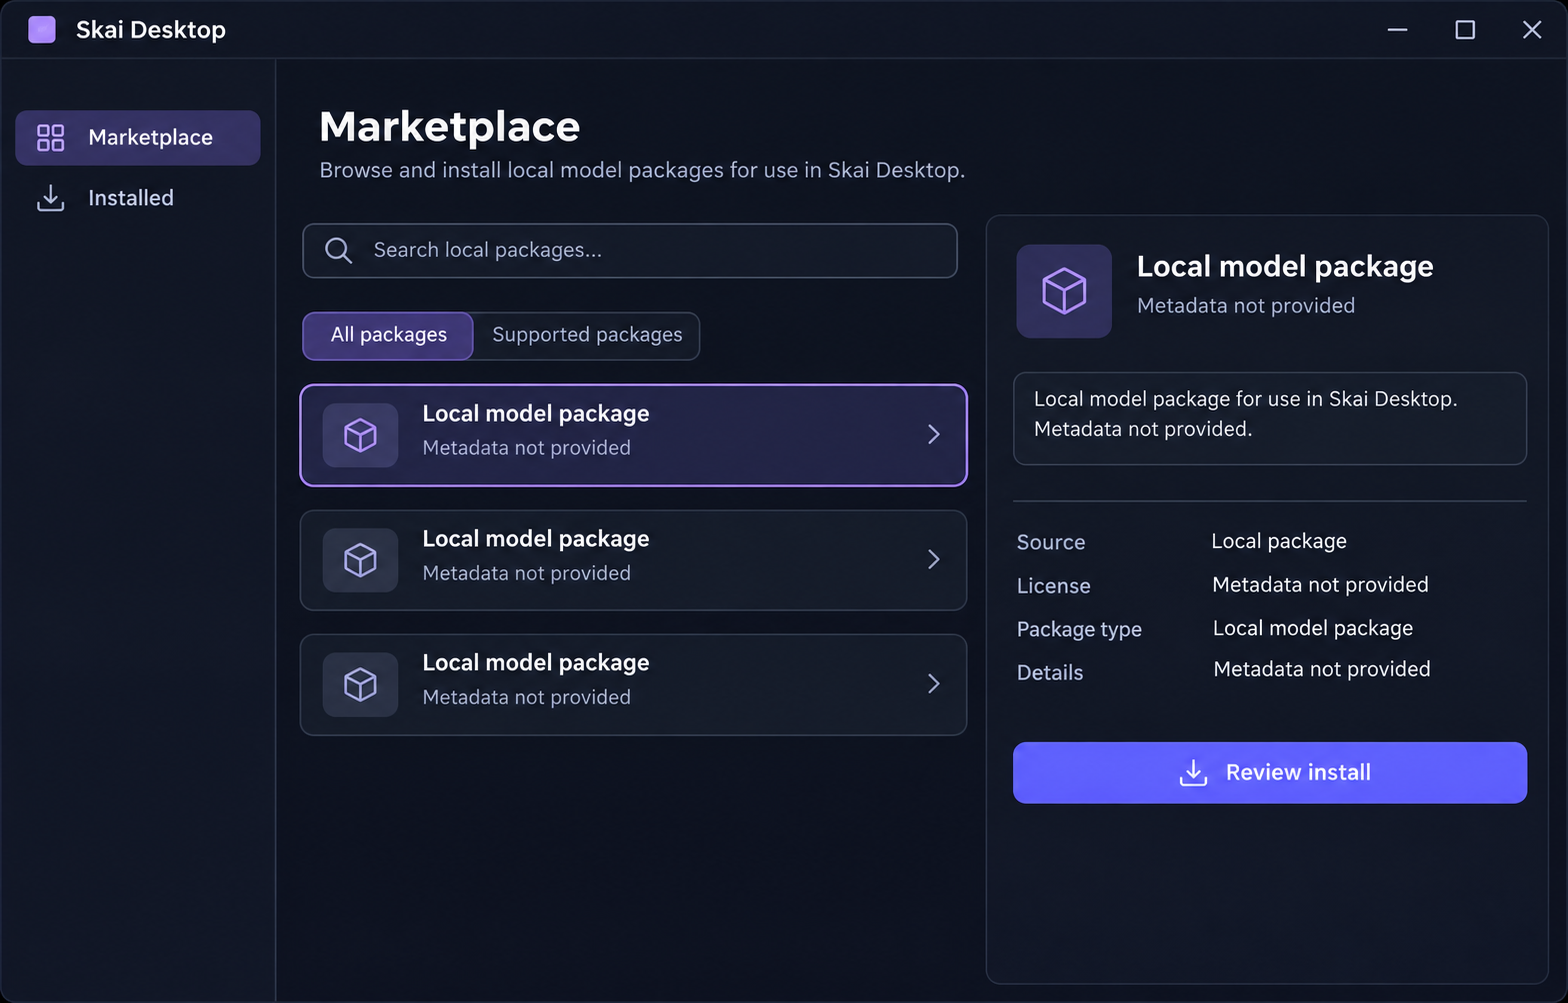 Skai Desktop
Marketplace
Installed
Marketplace
Browse and install local model packages for use in Skai Desktop.
Search local packages...
All packages
Supported packages
Local model package
Metadata not provided
Local model package
Metadata not provided
Local model package
Metadata not provided
Local model package
Metadata not provided
Local model package for use in Skai Desktop.
Metadata not provided.
Source Local package
License Metadata not provided
Package type Local model package
Details Metadata not provided
Review install